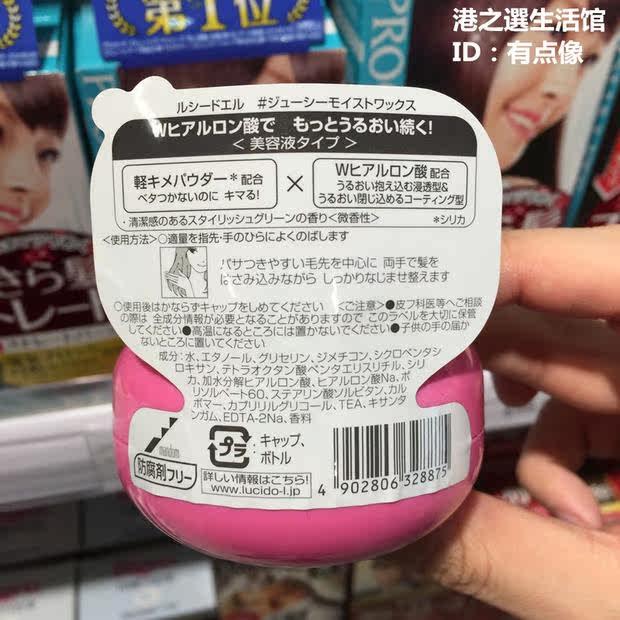 港之選生活馆
ID：有点像
第1位
PRO
ルシードエル　#ジューシーモイストワックス
Wヒアルロン酸で　もっとうるおい続く!
＜美容液タイプ＞
軽キメパウダー*配合
ベタつかないのに キマる!
×
Wヒアルロン酸 配合
うるおい抱え込む浸透型&
うるおい閉じ込めるコーティング型
・清潔感のあるスタイリッシュグリーンの香り<微香性>
*シリカ
<使用方法>○適量を指先・手のひらによくのばします
パサつきやすい毛先を中心に 両手で髪を
はさみ込みながら しっかりなじませ整えます
○使用後はかならずキャップをしめてください　<ご注意>●皮フ科医等へご相談
の際は 全成分情報が必要となることがありますので このラベルを大切に保管
してください●高温になるところには置かないでください●子供の手の届か
ないところに置いてください
成分：水、エタノール、グリセリン、ジメチコン、シクロペンタシ
ロキサン、テトラオクタン酸ペンタエリスリチル、シリ
カ、加水分解ヒアルロン酸、ヒアルロン酸Na、ポ
リソルベート60、ステアリン酸ソルビタン、カル
ボマー、カプリリルグリコール、TEA、キサンタ
ンガム、EDTA-2Na、香料
mandom
防腐剤フリー
プラ
：キャップ、
ボトル
詳しい情報はこちら!
www.lucido-l.jp
4 902806 328875
さら髪
トレート